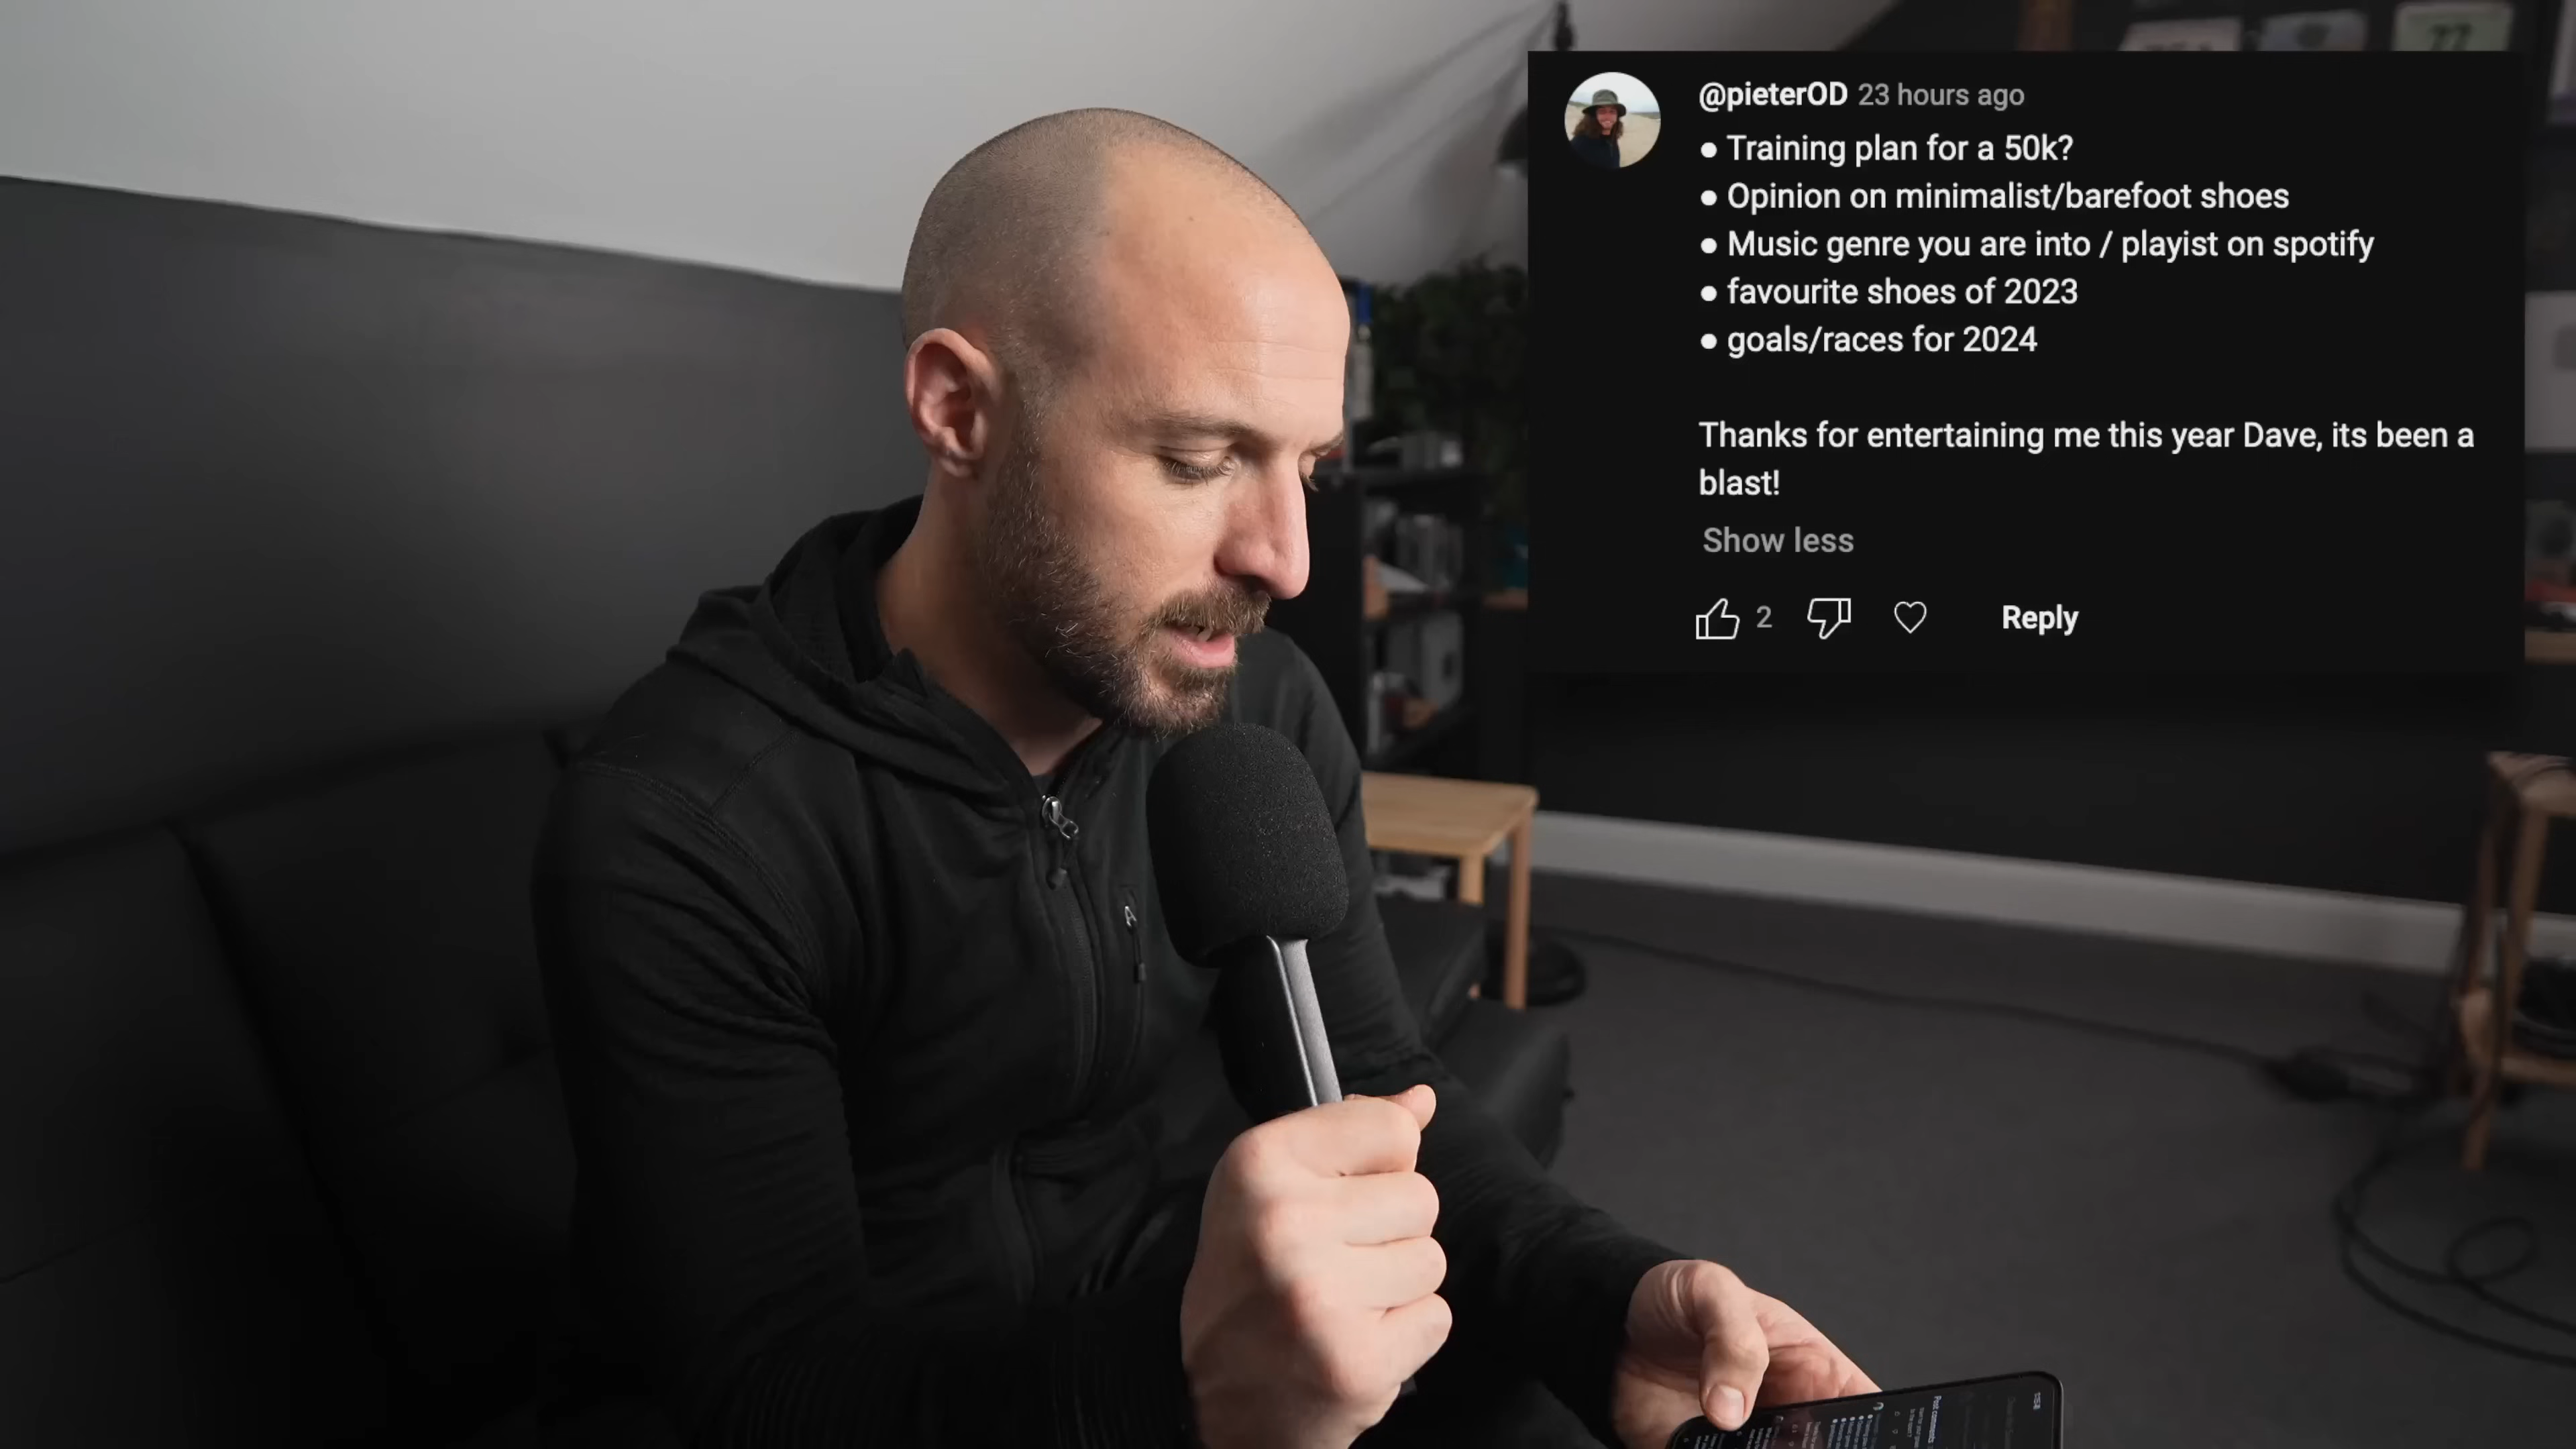 @pieterOD 23 hours ago
● Training plan for a 50k?
● Opinion on minimalist/barefoot shoes
● Music genre you are into / playist on spotify
● favourite shoes of 2023
● goals/races for 2024
Thanks for entertaining me this year Dave, its been a
blast!
Show less
2 Reply